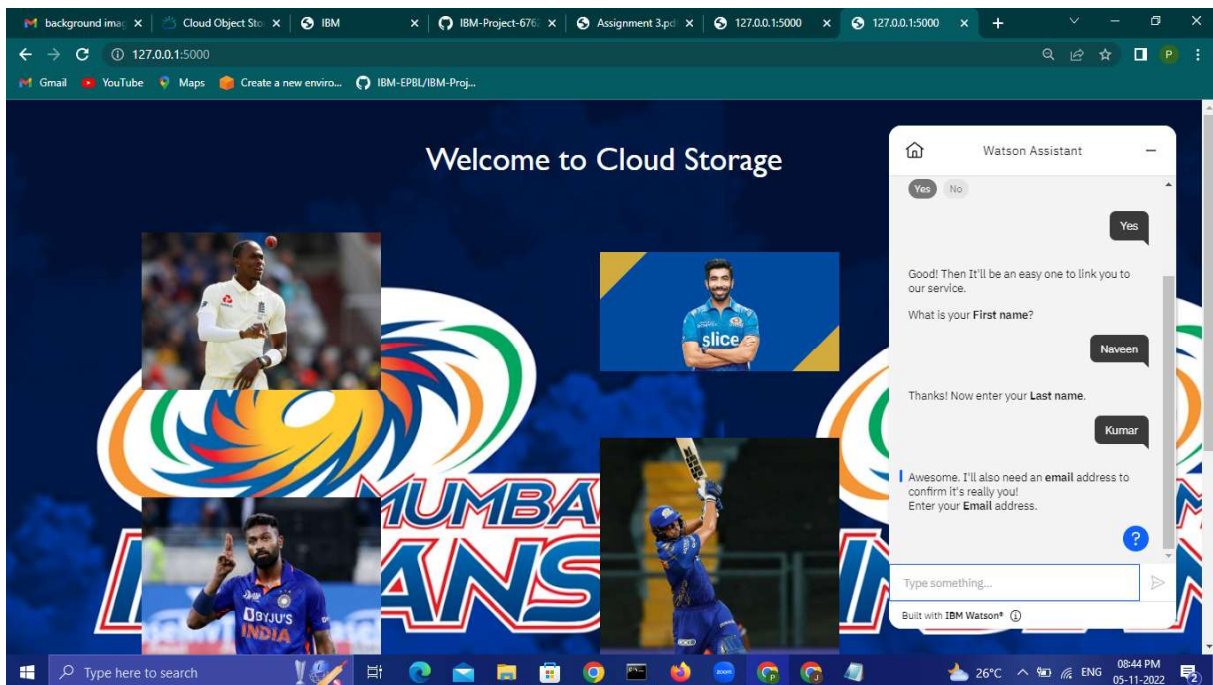 background imag
Cloud Object Sto
IBM
IBM-Project-676
Assignment 3.pd
127.0.0.1:5000
127.0.0.1:5000
127.0.0.1:5000
P
Gmail
YouTube
Maps
Create a new enviro...
IBM-EPBL/IBM-Proj...
Welcome to Cloud Storage
slice
MUMBA
IANS
BYJU'S
INDIA
Watson Assistant
Yes
No
Yes
Good! Then It'll be an easy one to link you to
our service.
What is your First name?
Naveen
Thanks! Now enter your Last name.
Kumar
Awesome. I'll also need an email address to
confirm it's really you!
Enter your Email address.
?
Type something...
Built with IBM Watson®
Type here to search
26°C
ENG
08:44 PM
05-11-2022
2